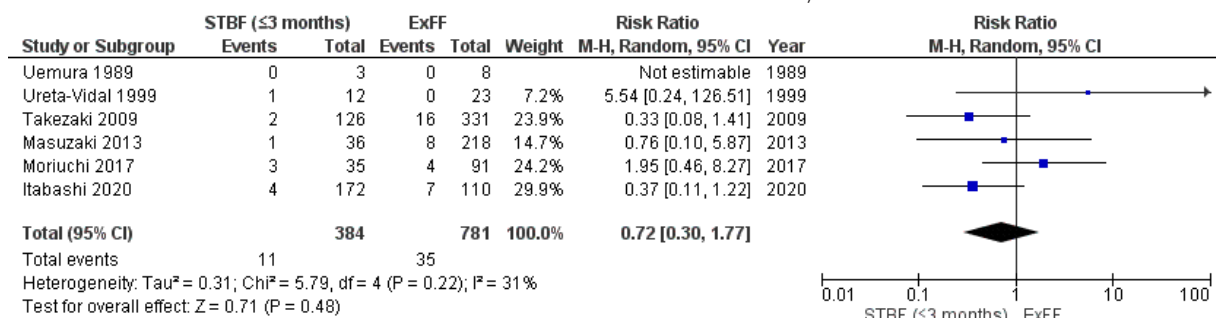 STBF (≤3 months) ExFF Risk Ratio Risk Ratio
Study or Subgroup Events Total Events Total Weight M-H, Random, 95% CI Year M-H, Random, 95% CI
Uemura 1989 0 3 0 8 Not estimable 1989
Ureta-Vidal 1999 1 12 0 23 7.2% 5.54 [0.24, 126.51] 1999
Takezaki 2009 2 126 16 331 23.9% 0.33 [0.08, 1.41] 2009
Masuzaki 2013 1 36 8 218 14.7% 0.76 [0.10, 5.87] 2013
Moriuchi 2017 3 35 4 91 24.2% 1.95 [0.46, 8.27] 2017
Itabashi 2020 4 172 7 110 29.9% 0.37 [0.11, 1.22] 2020
Total (95% CI) 384 781 100.0% 0.72 [0.30, 1.77]
Total events 11 35
Heterogeneity: Tau² = 0.31; Chi² = 5.79, df = 4 (P = 0.22); I² = 31%
Test for overall effect: Z = 0.71 (P = 0.48)
0.01 0.1 1 10 100
STBF (≤3 months) ExFF